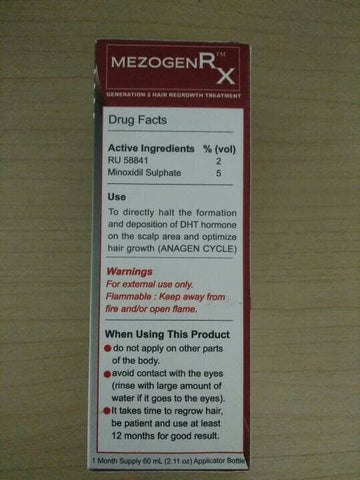 MEZOGENRX™
GENERATION 2 HAIR REGROWTH TREATMENT
Drug Facts
Active Ingredients % (vol)
RU 58841 2
Minoxidil Sulphate 5
Use
To directly halt the formation
and deposition of DHT hormone
on the scalp area and optimize
hair growth (ANAGEN CYCLE)
Warnings
For external use only.
Flammable : Keep away from
fire and/or open flame.
When Using This Product
● do not apply on other parts
of the body.
● avoid contact with the eyes
(rinse with large amount of
water if it goes to the eyes).
● It takes time to regrow hair,
be patient and use at least
12 months for good result.
1 Month Supply 60 mL (2.11 oz) Applicator Bottle